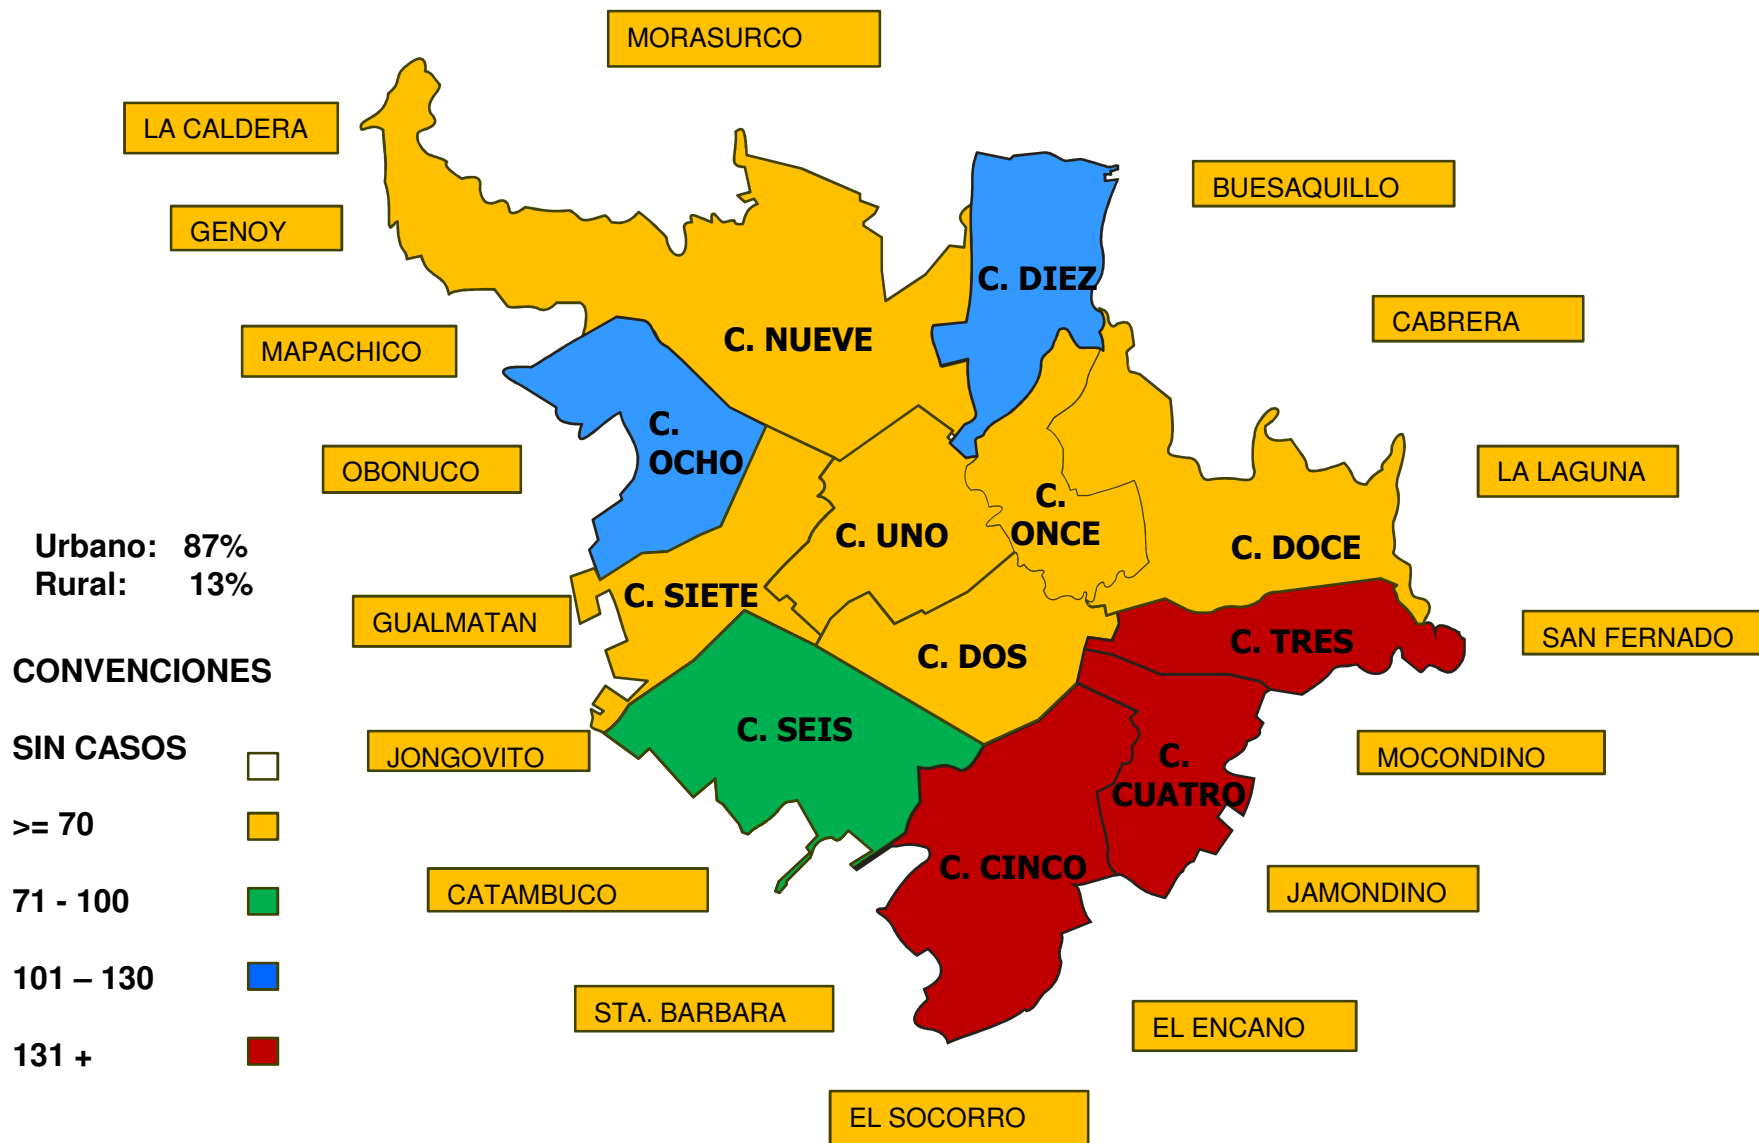 MORASURCO
LA CALDERA
BUESAQUILLO
GENOY
C. DIEZ
CABRERA
C. NUEVE
MAPACHICO
C.
OCHO
OBONUCO
LA LAGUNA
C.
ONCE
C. UNO
C. DOCE
Urbano: 87%
Rural: 13%
C. SIETE
GUALMATAN
SAN FERNADO
C. TRES
C. DOS
CONVENCIONES
C. SEIS
SIN CASOS
JONGOVITO
MOCONDINO
C.
CUATRO
>= 70
C. CINCO
CATAMBUCO
JAMONDINO
71 - 100
101 – 130
STA. BARBARA
EL ENCANO
131 +
EL SOCORRO